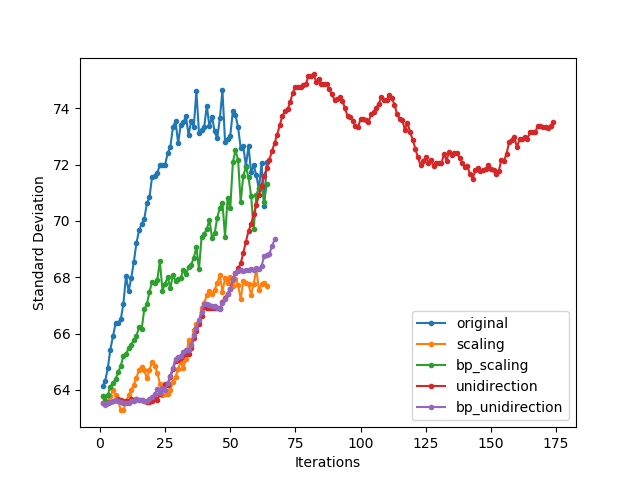 74
72
70
68
66
64
Standard Deviation
0 25 50 75 100 125 150 175
Iterations
original
scaling
bp_scaling
unidirection
bp_unidirection